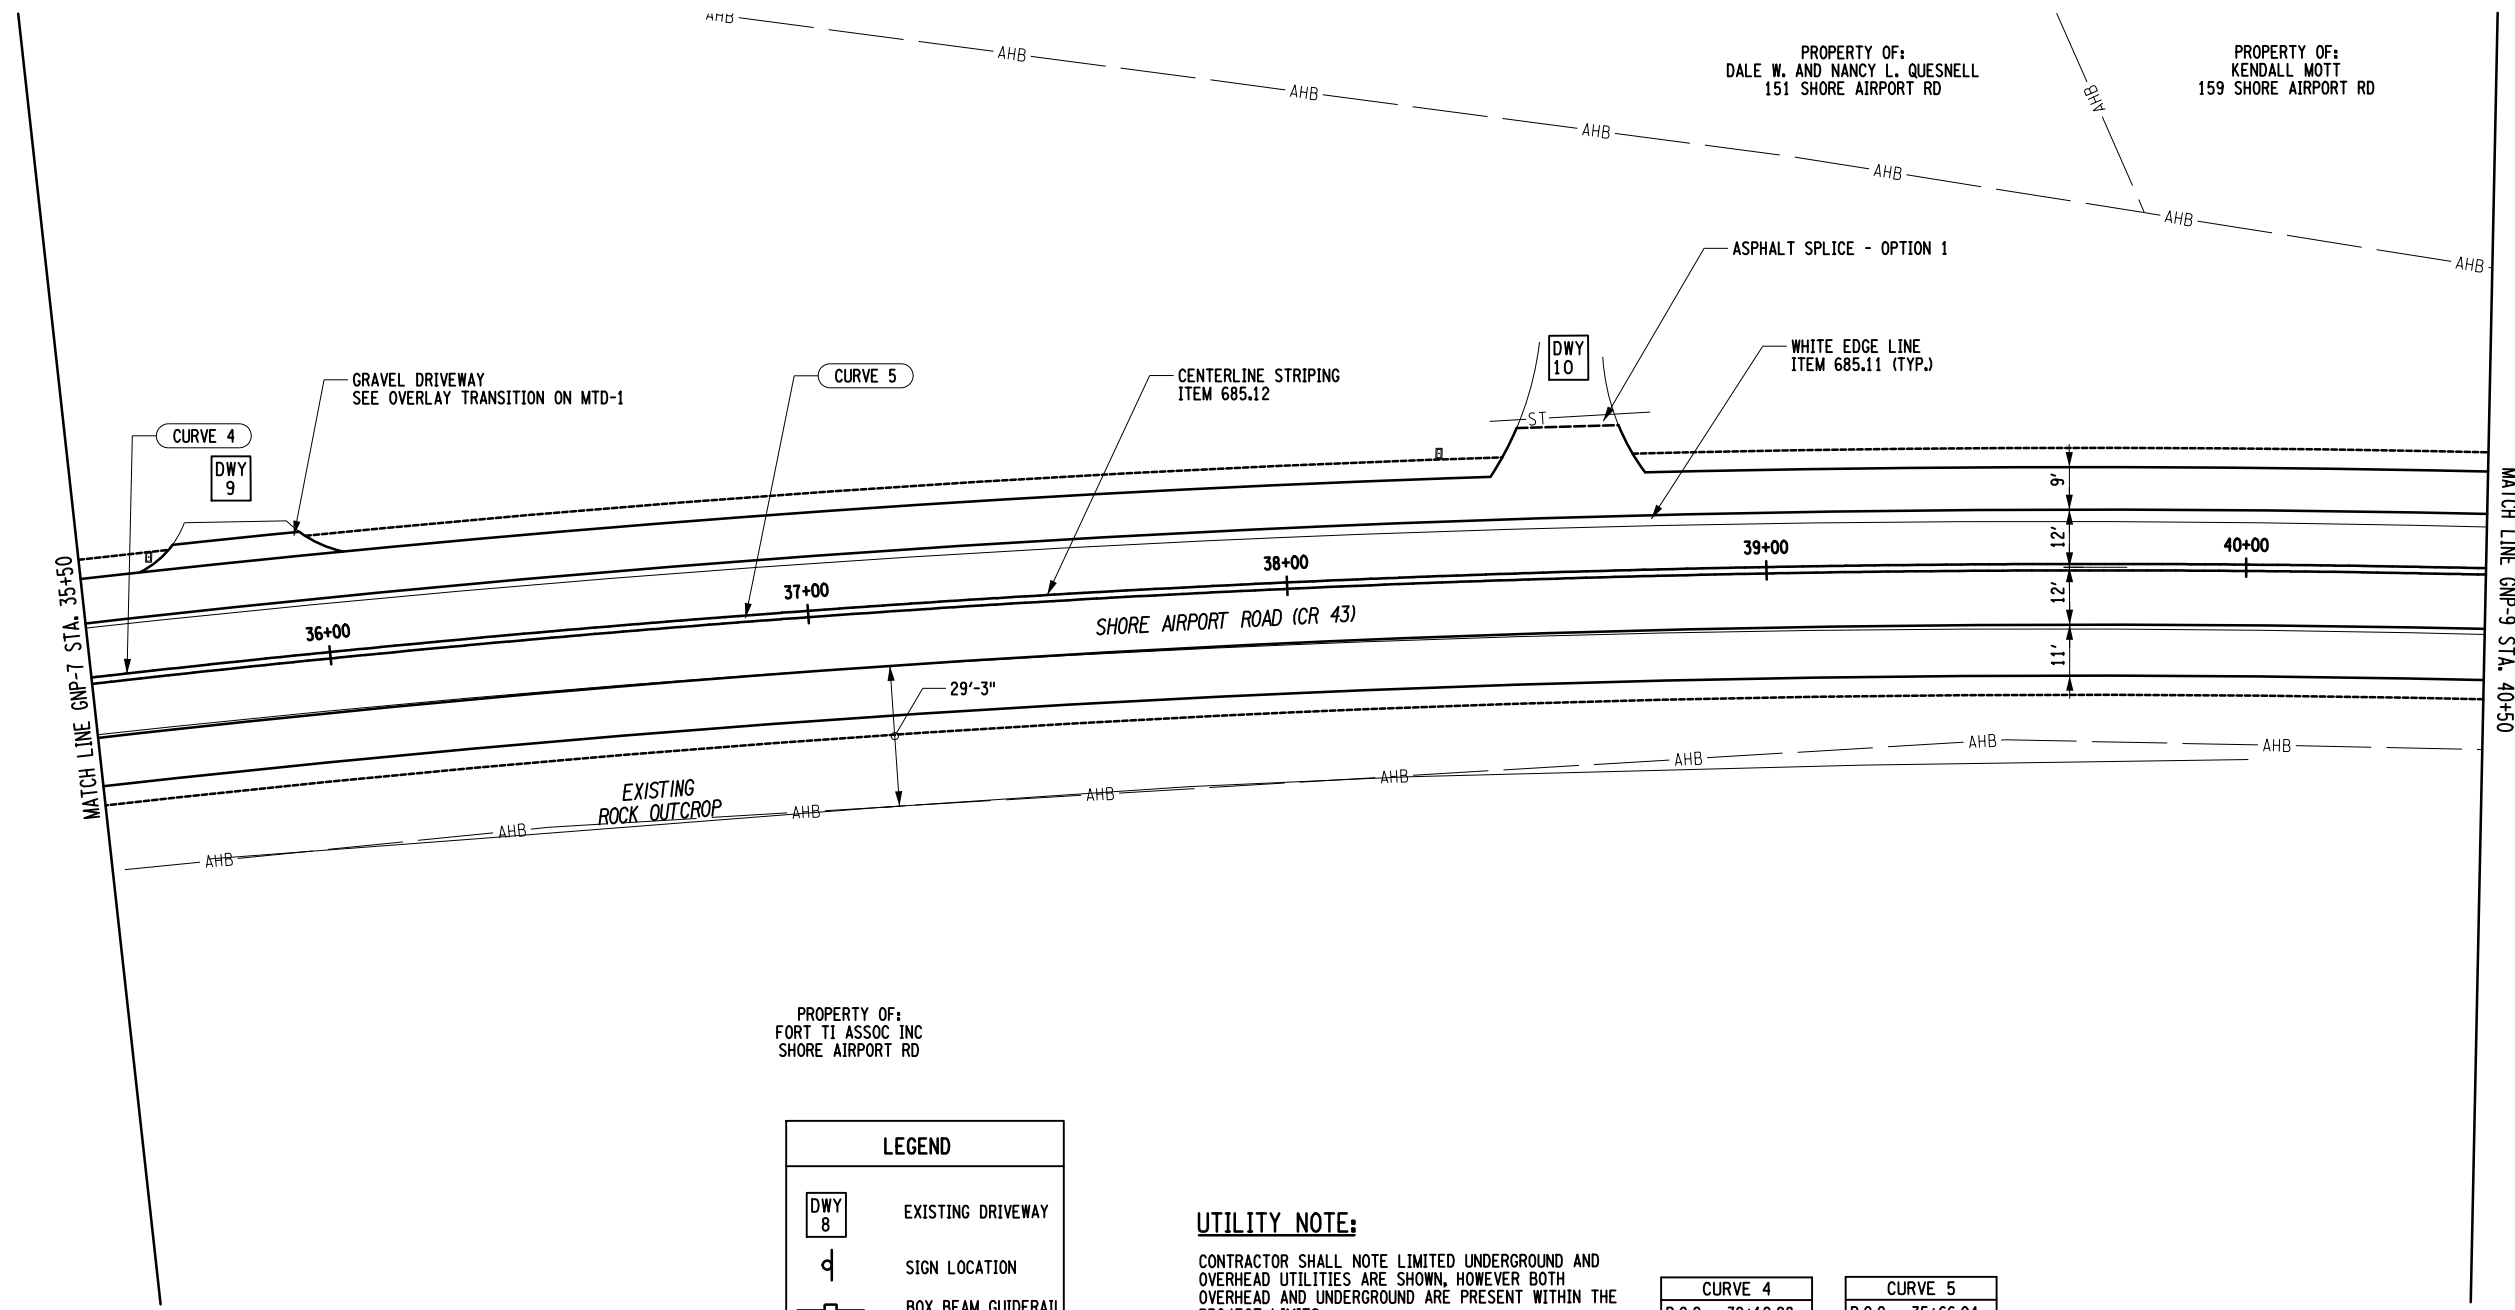 AHB
AHB
AHB
AHB
AHB
AHB
AHB
AHB
PROPERTY OF:
DALE W. AND NANCY L. QUESNELL
151 SHORE AIRPORT RD
PROPERTY OF:
KENDALL MOTT
159 SHORE AIRPORT RD
ASPHALT SPLICE - OPTION 1
WHITE EDGE LINE
ITEM 685.11 (TYP.)
DWY
10
ST
CENTERLINE STRIPING
ITEM 685.12
CURVE 5
GRAVEL DRIVEWAY
SEE OVERLAY TRANSITION ON MTD-1
CURVE 4
DWY
9
MATCH LINE GNP-7 STA. 35+50
36+00
37+00
38+00
39+00
40+00
9'
12'
12'
11'
MATCH LINE GNP-9 STA. 40+50
SHORE AIRPORT ROAD (CR 43)
29'-3"
EXISTING
ROCK OUTCROP
AHB
AHB
AHB
AHB
AHB
AHB
AHB
AHB
PROPERTY OF:
FORT TI ASSOC INC
SHORE AIRPORT RD
LEGEND
DWY
8
EXISTING DRIVEWAY
SIGN LOCATION
BOX BEAM GUIDERAIL
UTILITY NOTE:
CONTRACTOR SHALL NOTE LIMITED UNDERGROUND AND
OVERHEAD UTILITIES ARE SHOWN, HOWEVER BOTH
OVERHEAD AND UNDERGROUND ARE PRESENT WITHIN THE
CURVE 4
CURVE 5